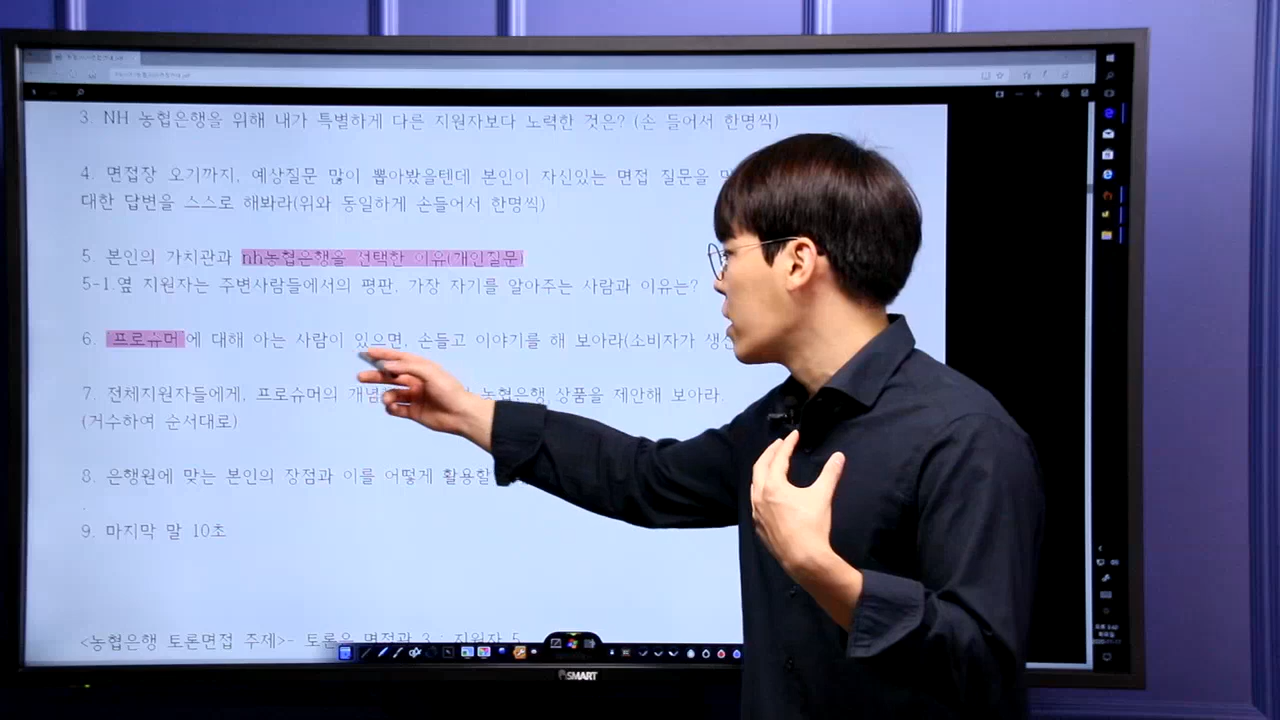 3. NH 농협은행을 위해 내가 특별하게 다른 지원자보다 노력한 것은? (손 들어서 한명씩)
4. 면접장 오기까지, 예상질문 많이 뽑아봤을텐데 본인이 자신있는 면접 질문을
대한 답변을 스스로 해봐라(위와 동일하게 손들어서 한명씩)
5. 본인의 가치관과 nh농협은행을 선택한 이유(개인질문)
5-1.옆 지원자는 주변사람들에서의 평판, 가장 자기를 알아주는 사람과 이유는?
6. 프로슈머에 대해 아는 사람이 있으면, 손들고 이야기를 해 보아라(소비자가
7. 전체지원자들에게, 프로슈머의 농협은행 상품을 제안해 보아라.
(거수하여 순서대로)
8. 은행원에 맞는 본인의 장점과 이를 어떻게
9. 마지막 말 10초
<농협은행 토론면접 주제>- 토론은 면접관 3 : 지원자 5
SMART